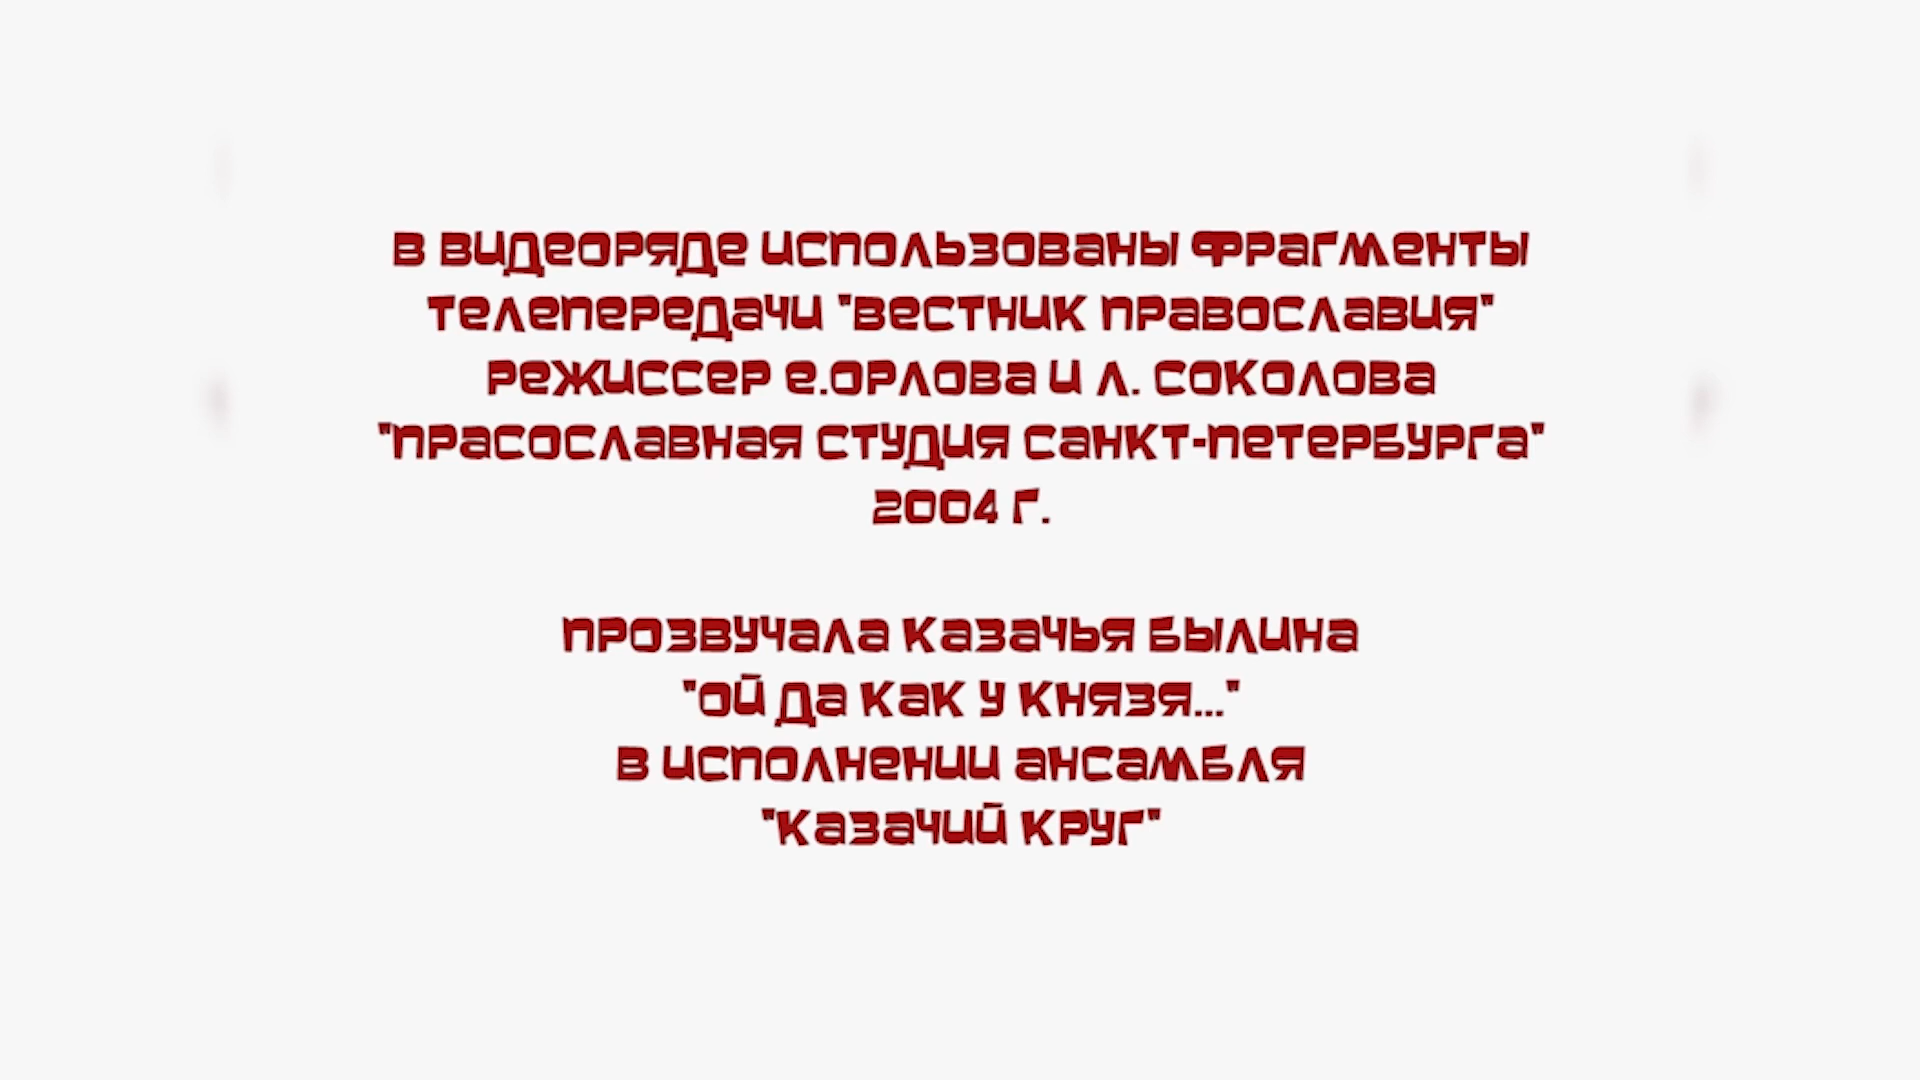 В ВИДЕОРЯДЕ ИСПОЛЬЗОВАНЫ ФРАГМЕНТЫ
ТЕЛЕПЕРЕДАЧИ "ВЕСТНИК ПРАВОСЛАВИЯ"
РЕЖИССЕР Е.ОРЛОВА И Л. СОКОЛОВА
"ПРАСОСЛАВНАЯ СТУДИЯ САНКТ-ПЕТЕРБУРГА"
2004 Г.
ПРОЗВУЧАЛА КАЗАЧЬЯ БЫЛИНА
"ОЙ ДА КАК У КНЯЗЯ..."
В ИСПОЛНЕНИИ АНСАМБЛЯ
"КАЗАЧИЙ КРУГ"